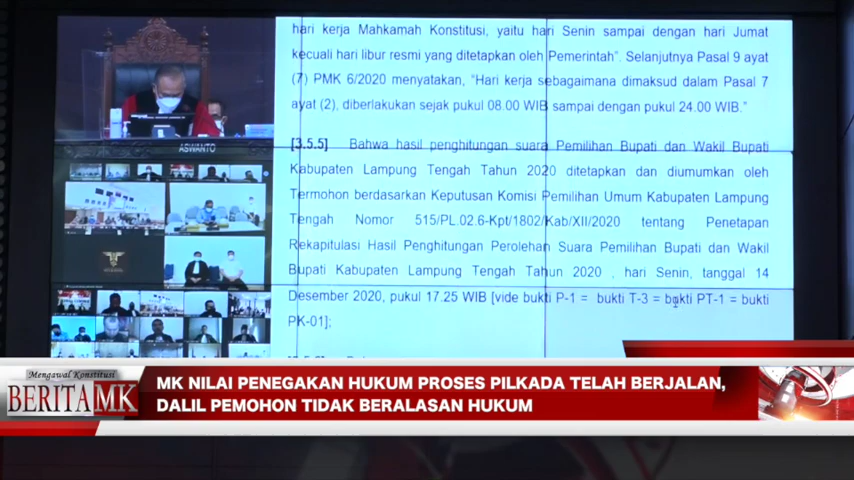 hari kerja Mahkamah Konstitusi, yaitu hari Senin sampai dengan hari Jumat
kecuali hari libur resmi yang ditetapkan oleh Pemerintah". Selanjutnya Pasal 9 ayat
(7) PMK 6/2020 menyatakan, "Hari kerja sebagaimana dimaksud dalam Pasal 7
ayat (2), diberlakukan sejak pukul 08.00 WIB sampai dengan pukul 24.00 WIB."
ASWANTO
[3.5.5] Bahwa hasil penghitungan suara Pemilihan Bupati dan Wakil Bupati
Kabupaten Lampung Tengah Tahun 2020 ditetapkan dan diumumkan oleh
Termohon berdasarkan Keputusan Komisi Pemilihan Umum Kabupaten Lampung
Tengah Nomor 515/PL.02.6-Kpt/1802/Kab/XII/2020 tentang Penetapan
Rekapitulasi Hasil Penghitungan Perolehan Suara Pemilihan Bupati dan Wakil
Bupati Kabupaten Lampung Tengah Tahun 2020 , hari Senin, tanggal 14
Desember 2020, pukul 17.25 WIB [vide bukti P-1 = bukti T-3 = bukti PT-1 = bukti
PK-01];
Mengawal Konstitusi
BERITA MK
MK NILAI PENEGAKAN HUKUM PROSES PILKADA TELAH BERJALAN,
DALIL PEMOHON TIDAK BERALASAN HUKUM